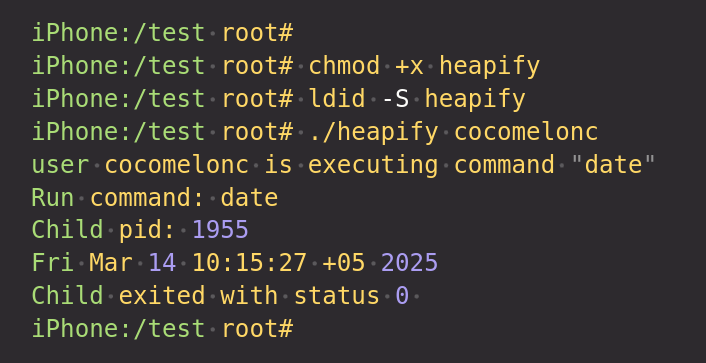 iPhone:/test root#
iPhone:/test root# chmod +x heapify
iPhone:/test root# ldid -S heapify
iPhone:/test root# ./heapify cocomelonc
user cocomelonc is executing command "date"
Run command: date
Child pid: 1955
Fri Mar 14 10:15:27 +05 2025
Child exited with status 0
iPhone:/test root#